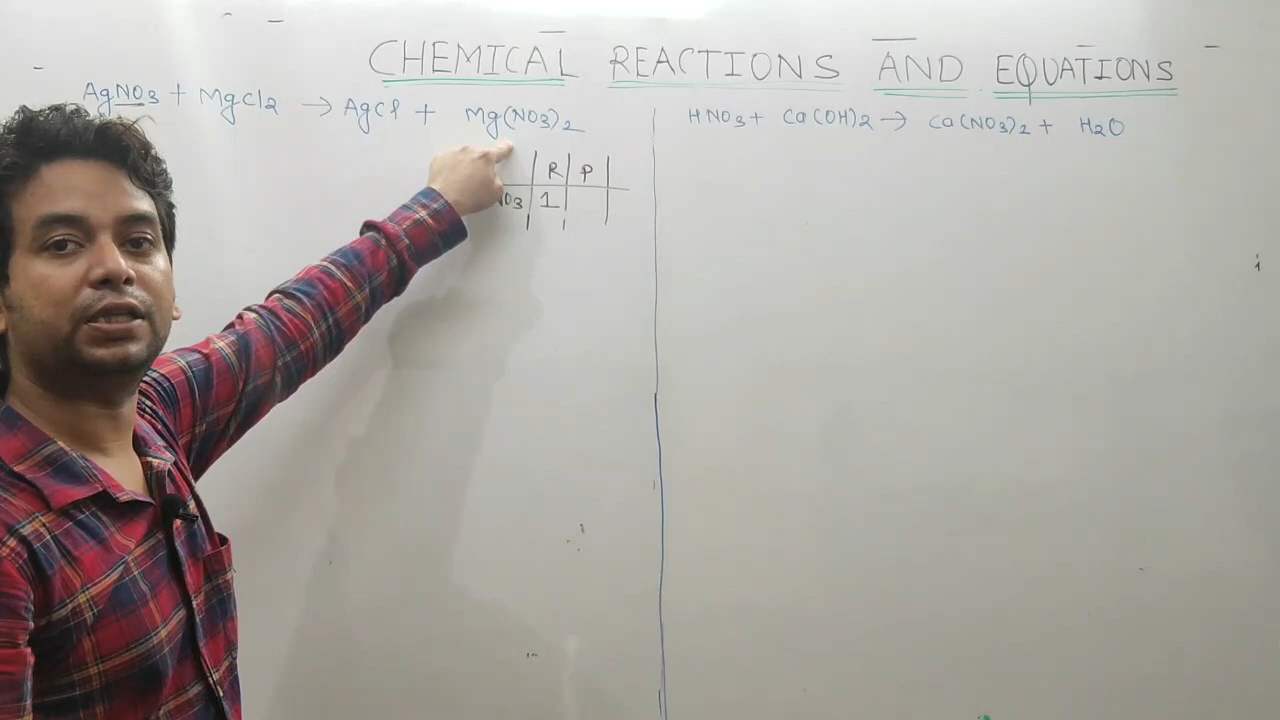 CHEMICAL REACTIONS AND EQUATIONS
AgNO3 + MgCl2 → AgCl + Mg(NO3)2
R P
NO3 1
HNO3 + Ca(OH)2 → Ca(NO3)2 + H2O